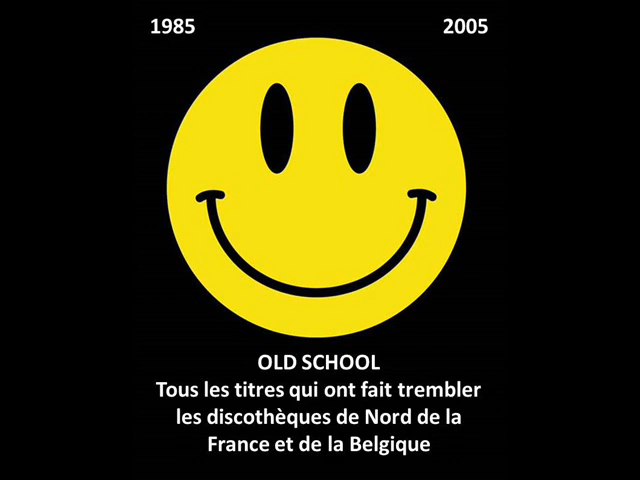 1985 2005
OLD SCHOOL
Tous les titres qui ont fait trembler
les discothèques de Nord de la
France et de la Belgique